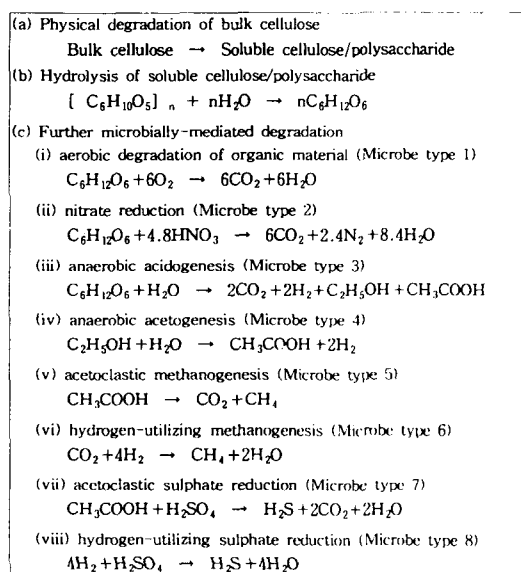 (a) Physical degradation of bulk cellulose
Bulk cellulose → Soluble cellulose/polysaccharide
(b) Hydrolysis of soluble cellulose/polysaccharide
[ C₆H₁₀O₅] ₙ + nH₂O → nC₆H₁₂O₆
(c) Further microbially-mediated degradation
(i) aerobic degradation of organic material (Microbe type 1)
C₆H₁₂O₆+6O₂ → 6CO₂+6H₂O
(ii) nitrate reduction (Microbe type 2)
C₆H₁₂O₆+4.8HNO₃ → 6CO₂+2.4N₂+8.4H₂O
(iii) anaerobic acidogenesis (Microbe type 3)
C₆H₁₂O₆+H₂O → 2CO₂+2H₂+C₂H₅OH+CH₃COOH
(iv) anaerobic acetogenesis (Microbe type 4)
C₂H₅OH+H₂O → CH₃COOH+2H₂
(v) acetoclastic methanogenesis (Microbe type 5)
CH₃COOH → CO₂+CH₄
(vi) hydrogen-utilizing methanogenesis (Microbe type 6)
CO₂+4H₂ → CH₄+2H₂O
(vii) acetoclastic sulphate reduction (Microbe type 7)
CH₃COOH+H₂SO₄ → H₂S+2CO₂+2H₂O
(viii) hydrogen-utilizing sulphate reduction (Microbe type 8)
4H₂+H₂SO₄ → H₂S+4H₂O